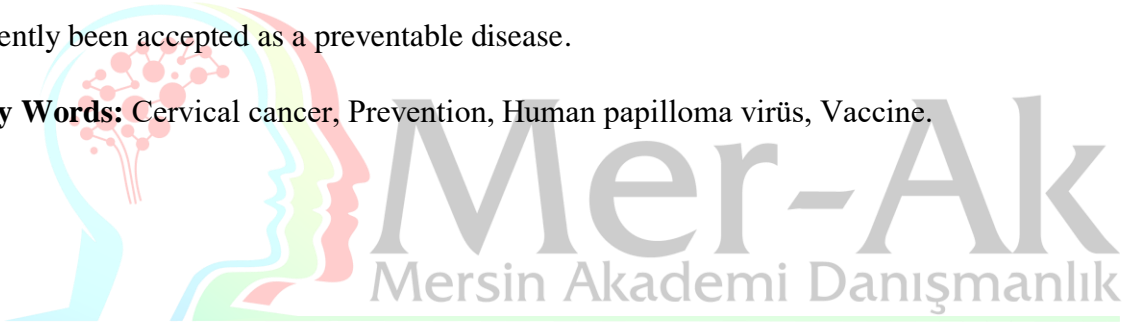 ently been accepted as a preventable disease.
y Words: Cervical cancer, Prevention, Human papilloma virüs, Vaccine.
Mer-Ak
Mersin Akademi Danışmanlık